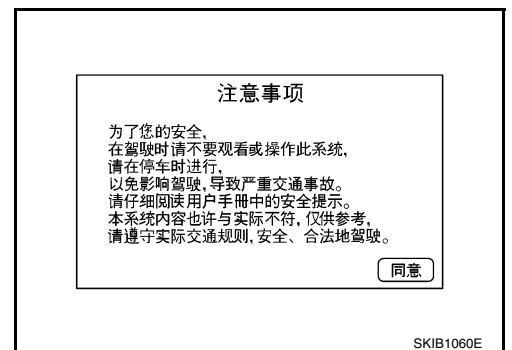 注意事项
为了您的安全,
在驾驶时请不要观看或操作此系统,
请在停车时进行,
以免影响驾驶,导致严重交通事故。
请仔细阅读用户手册中的安全提示。
本系统内容也许与实际不符,仅供参考,
请遵守实际交通规则,安全、合法地驾驶。
同意
SKIB1060E